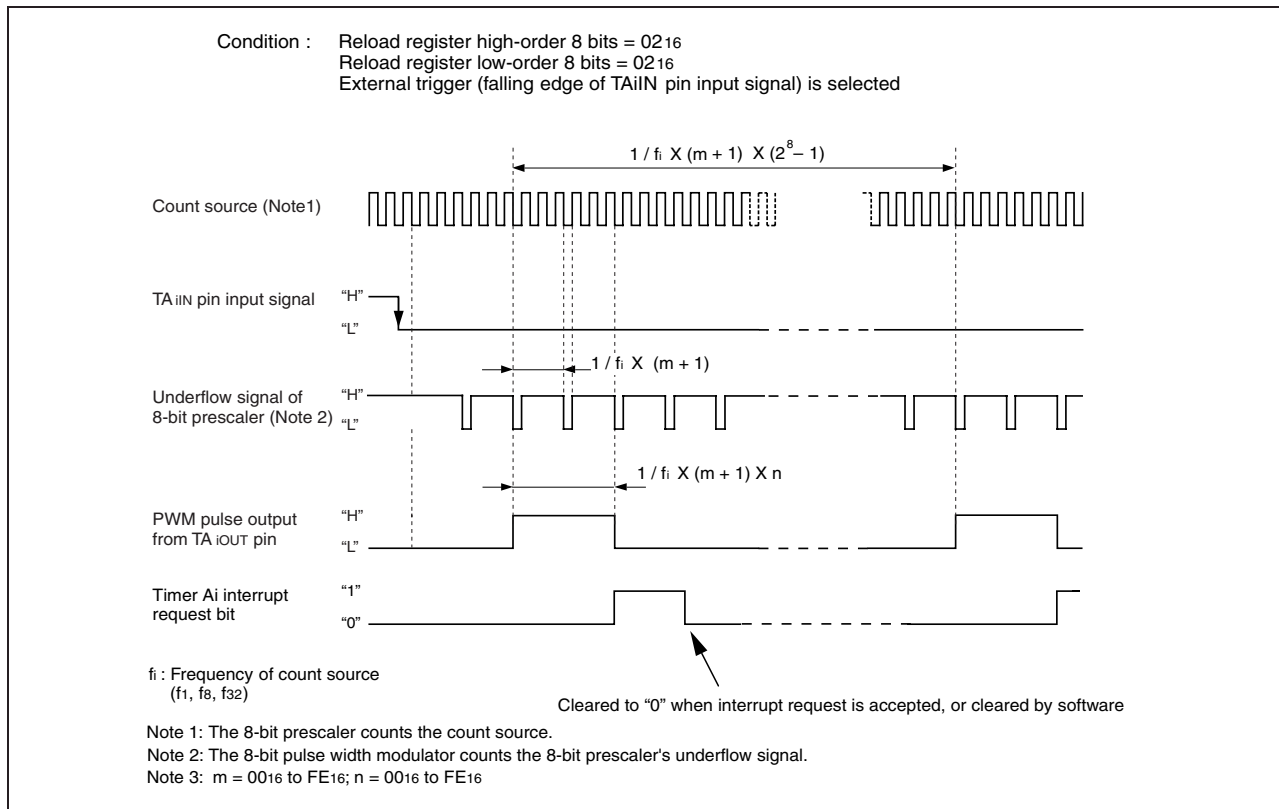 Condition : Reload register high-order 8 bits = 0216
Reload register low-order 8 bits = 0216
External trigger (falling edge of TAiIN pin input signal) is selected
1 / fi X (m + 1) X (2⁸– 1)
Count source (Note1)
TAiIN pin input signal
“H”
“L”
1 / fi X (m + 1)
Underflow signal of
8-bit prescaler (Note 2)
“H”
“L”
1 / fi X (m + 1) X n
PWM pulse output
from TAiOUT pin
“H”
“L”
Timer Ai interrupt
request bit
“1”
“0”
fi : Frequency of count source
(f1, f8, f32)
Cleared to “0” when interrupt request is accepted, or cleared by software
Note 1: The 8-bit prescaler counts the count source.
Note 2: The 8-bit pulse width modulator counts the 8-bit prescaler's underflow signal.
Note 3: m = 0016 to FE16; n = 0016 to FE16